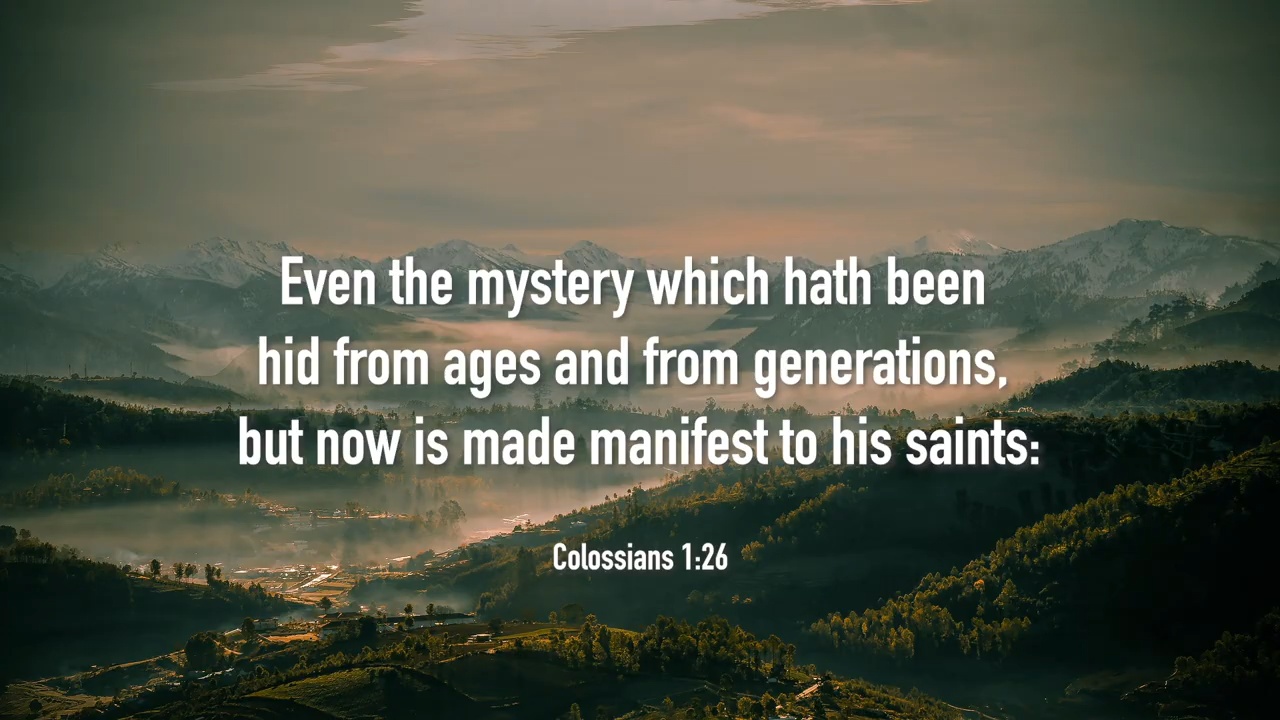 Even the mystery which hath been
hid from ages and from generations,
but now is made manifest to his saints:
Colossians 1:26